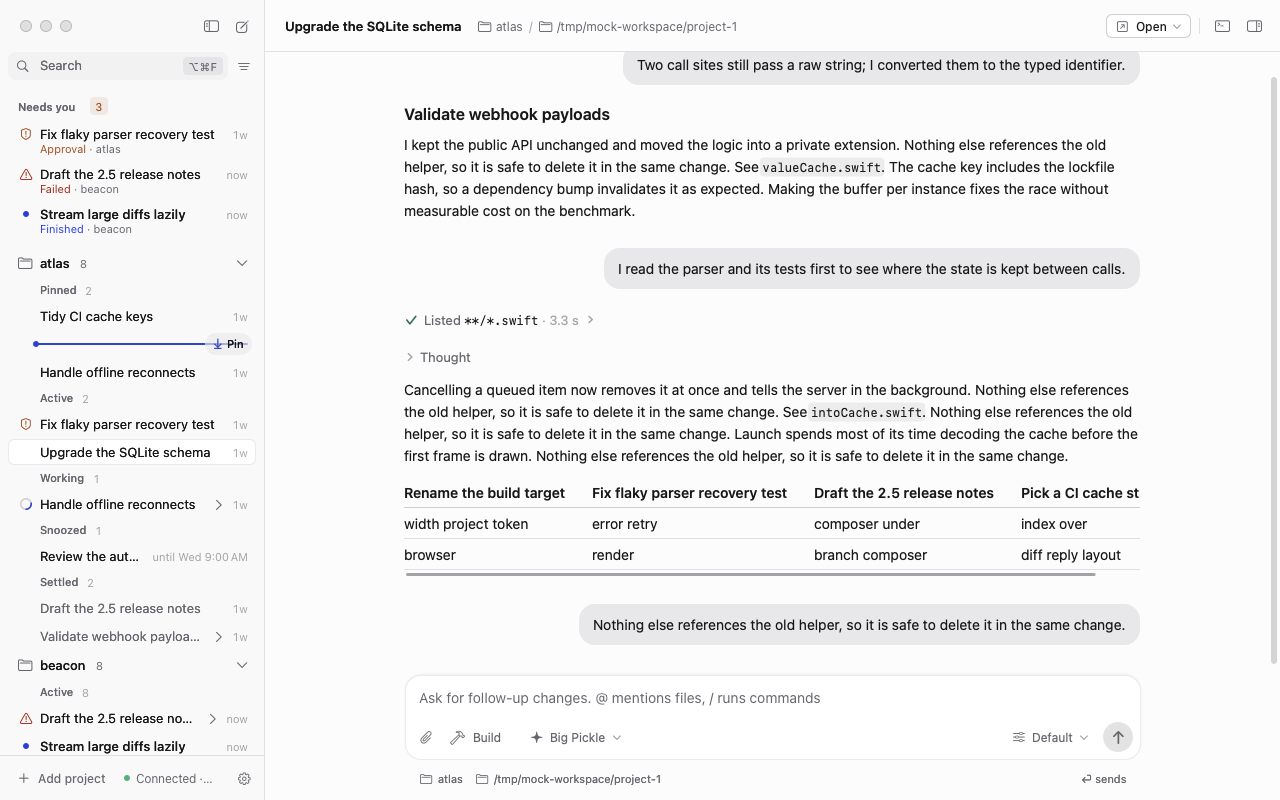 Search ⌥⌘F
Needs you 3
Fix flaky parser recovery test 1w
Approval · atlas
Draft the 2.5 release notes now
Failed · beacon
Stream large diffs lazily now
Finished · beacon
atlas 8
Pinned 2
Tidy CI cache keys 1w
Pin
Handle offline reconnects 1w
Active 2
Fix flaky parser recovery test 1w
Upgrade the SQLite schema 1w
Working 1
Handle offline reconnects 1w
Snoozed 1
Review the aut... until Wed 9:00 AM
Settled 2
Draft the 2.5 release notes 1w
Validate webhook payloa... 1w
beacon 8
Active 8
Draft the 2.5 release no... now
Stream large diffs lazily now
Add project Connected ·...
Upgrade the SQLite schema atlas / /tmp/mock-workspace/project-1 Open
Two call sites still pass a raw string; I converted them to the typed identifier.
Validate webhook payloads
I kept the public API unchanged and moved the logic into a private extension. Nothing else references the old
helper, so it is safe to delete it in the same change. See valueCache.swift. The cache key includes the lockfile
hash, so a dependency bump invalidates it as expected. Making the buffer per instance fixes the race without
measurable cost on the benchmark.
I read the parser and its tests first to see where the state is kept between calls.
Listed **/*.swift · 3.3 s
Thought
Cancelling a queued item now removes it at once and tells the server in the background. Nothing else references
the old helper, so it is safe to delete it in the same change. See intoCache.swift. Nothing else references the old
helper, so it is safe to delete it in the same change. Launch spends most of its time decoding the cache before the
first frame is drawn. Nothing else references the old helper, so it is safe to delete it in the same change.
Rename the build target Fix flaky parser recovery test Draft the 2.5 release notes Pick a CI cache st
width project token error retry composer under index over
browser render branch composer diff reply layout
Nothing else references the old helper, so it is safe to delete it in the same change.
Ask for follow-up changes. @ mentions files, / runs commands
Build Big Pickle Default
atlas /tmp/mock-workspace/project-1 sends